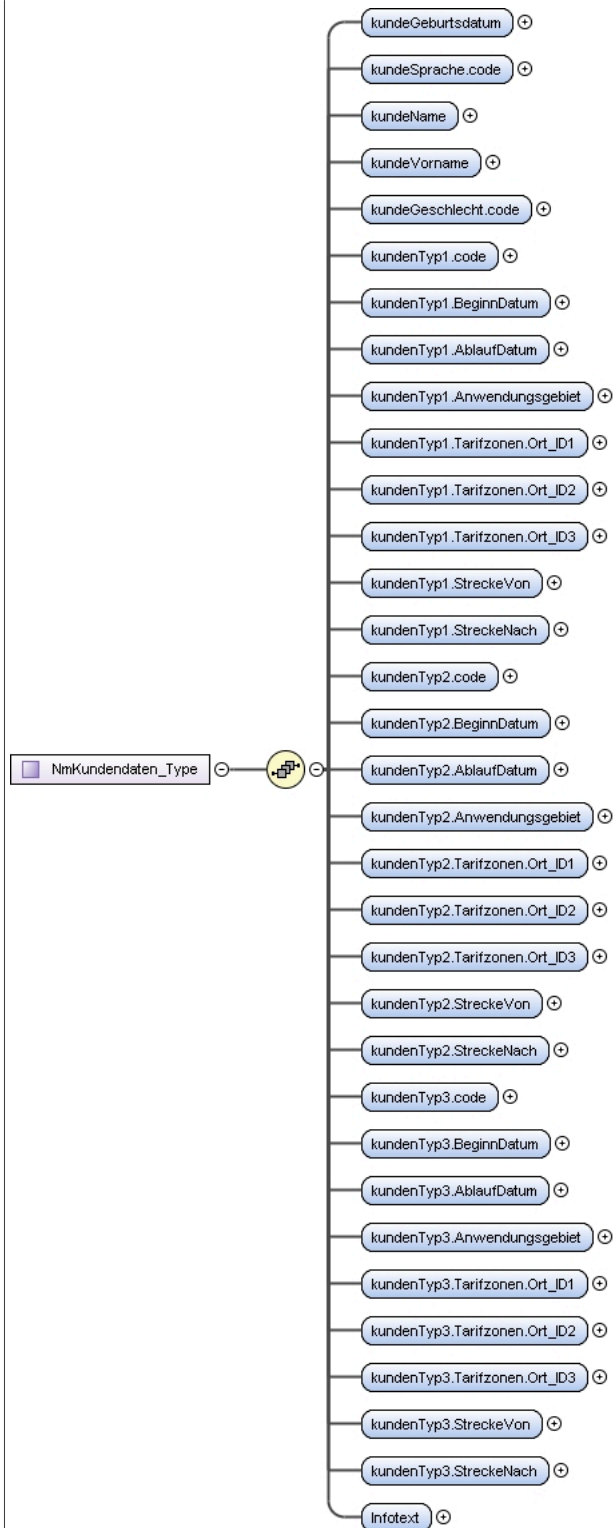 kundeGeburtsdatum
kundeSprache.code
kundeName
kundeVorname
kundeGeschlecht.code
kundenTyp1.code
kundenTyp1.BeginnDatum
kundenTyp1.AblaufDatum
kundenTyp1.Anwendungsgebiet
kundenTyp1.Tarifzonen.Ort_ID1
kundenTyp1.Tarifzonen.Ort_ID2
kundenTyp1.Tarifzonen.Ort_ID3
kundenTyp1.StreckeVon
kundenTyp1.StreckeNach
kundenTyp2.code
kundenTyp2.BeginnDatum
NmKundendaten_Type
kundenTyp2.AblaufDatum
kundenTyp2.Anwendungsgebiet
kundenTyp2.Tarifzonen.Ort_ID1
kundenTyp2.Tarifzonen.Ort_ID2
kundenTyp2.Tarifzonen.Ort_ID3
kundenTyp2.StreckeVon
kundenTyp2.StreckeNach
kundenTyp3.code
kundenTyp3.BeginnDatum
kundenTyp3.AblaufDatum
kundenTyp3.Anwendungsgebiet
kundenTyp3.Tarifzonen.Ort_ID1
kundenTyp3.Tarifzonen.Ort_ID2
kundenTyp3.Tarifzonen.Ort_ID3
kundenTyp3.StreckeVon
kundenTyp3.StreckeNach
Infotext